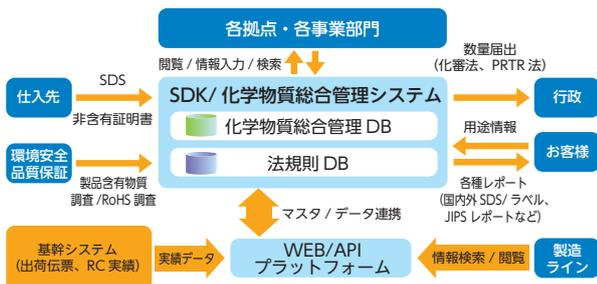 各拠点・各事業部門
閲覧 / 情報入力 / 検索
数量届出
（化審法、PRTR 法）
仕入先
SDS
非含有証明書
SDK/ 化学物質総合管理システム
化学物質総合管理 DB
法規則 DB
行政
用途情報
お客様
環境安全
品質保証
製品含有物質
調査 /RoHS 調査
各種レポート
（国内外 SDS/ ラベル、
JIPS レポートなど）
マスタ / データ連携
基幹システム
（出荷伝票、RC 実績）
実績データ
WEB/API
プラットフォーム
情報検索 / 閲覧
製造
ライン